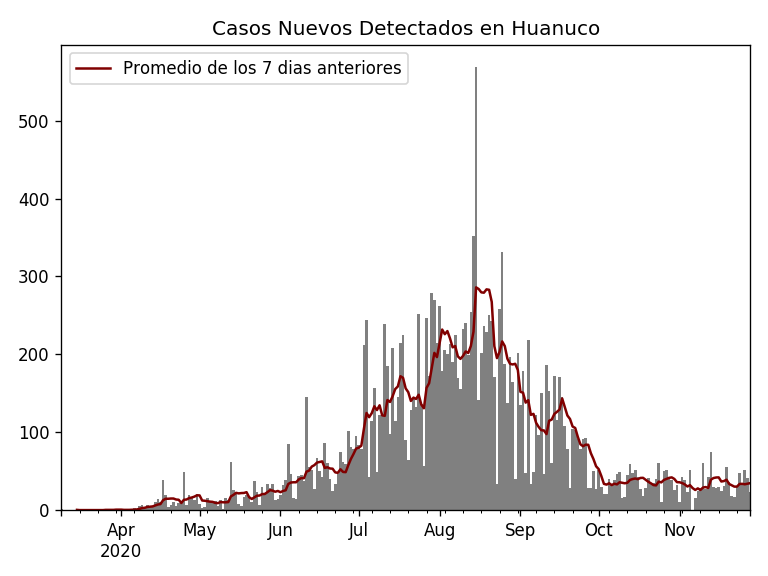 Casos Nuevos Detectados en Huanuco
Promedio de los 7 dias anteriores
500
400
300
200
100
0
Apr May Jun Jul Aug Sep Oct Nov
2020